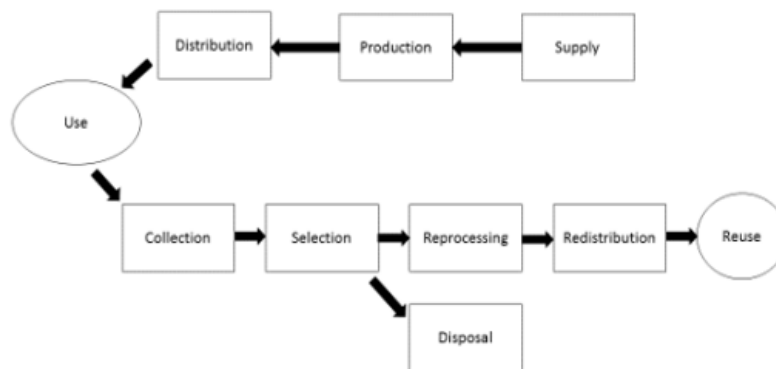 Distribution
Production
Supply
Use
Collection
Selection
Reprocessing
Redistribution
Reuse
Disposal